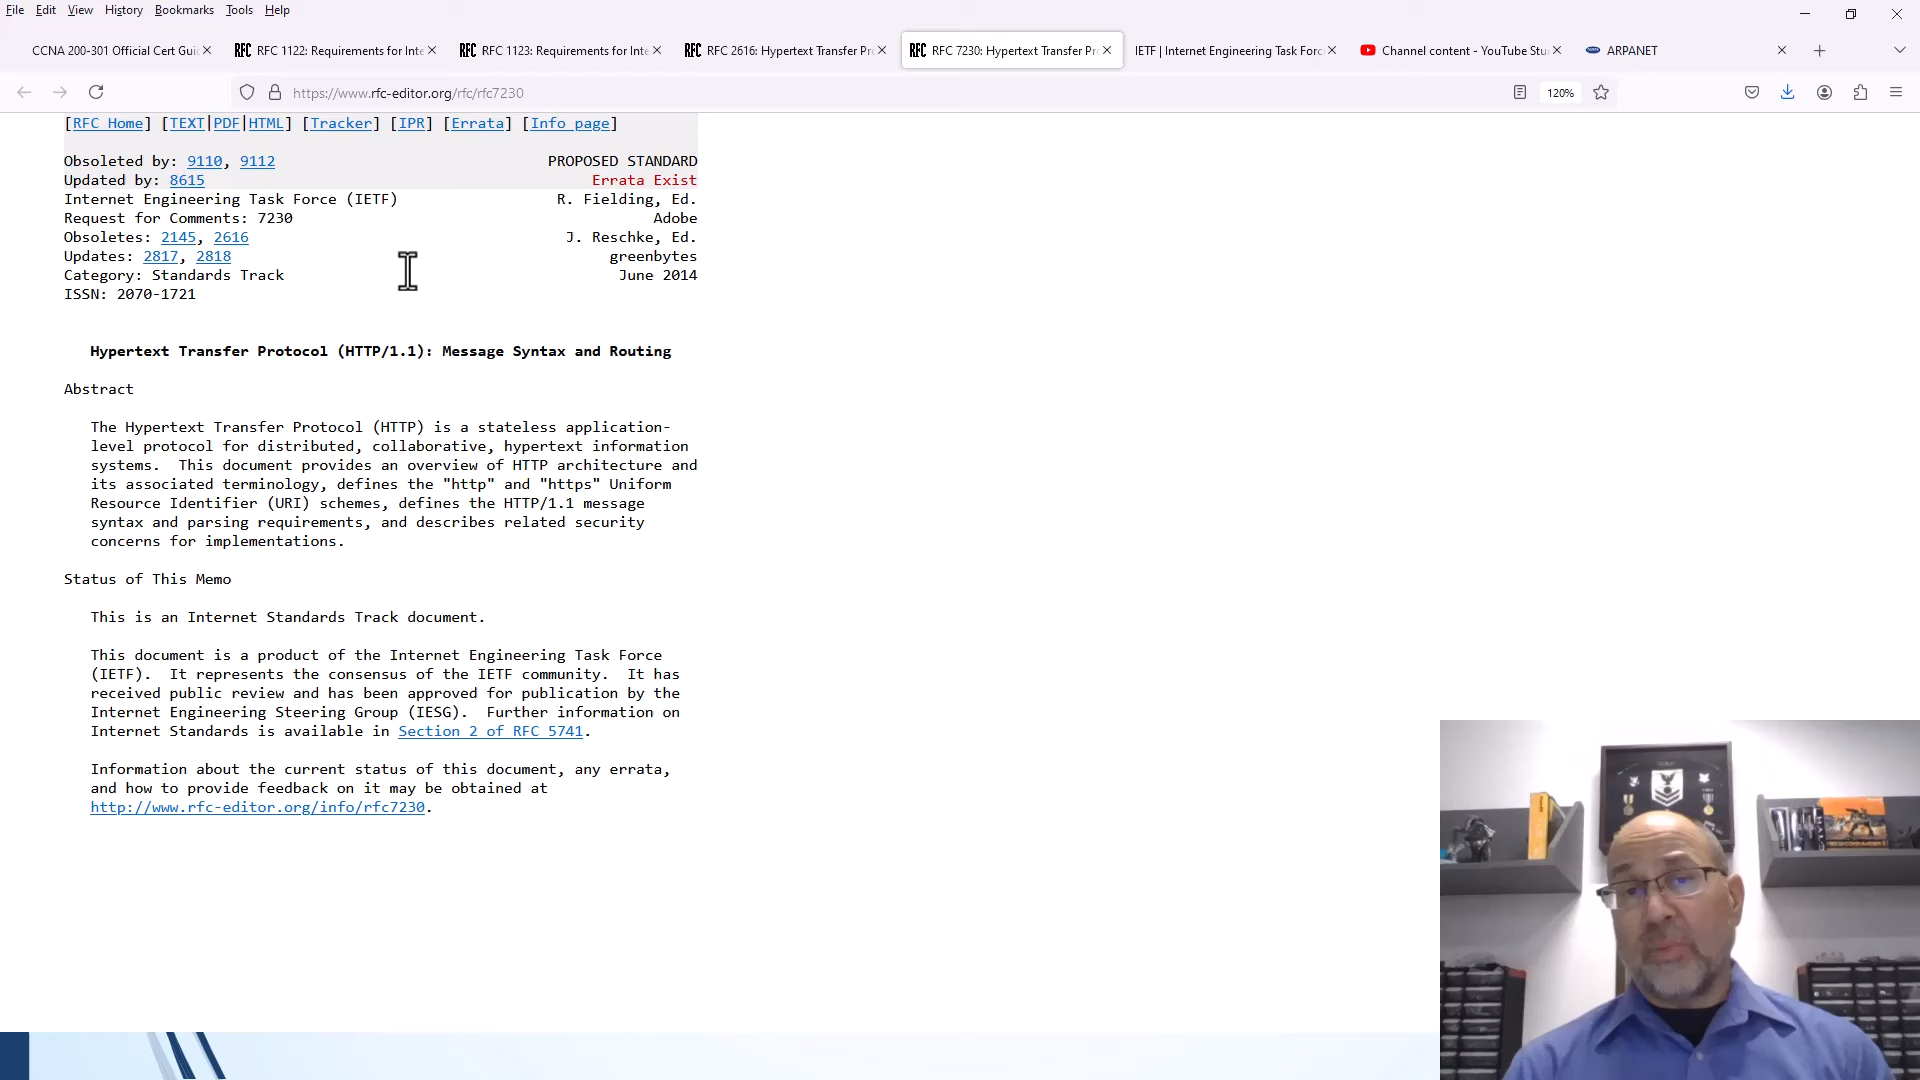 File Edit View History Bookmarks Tools Help
CCNA 200-301 Official Cert Gui
RFC RFC 1122: Requirements for Inte
RFC RFC 1123: Requirements for Inte
RFC RFC 2616: Hypertext Transfer Pr
RFC RFC 7230: Hypertext Transfer Pr
IETF | Internet Engineering Task Forc
Channel content - YouTube Stu
ARPANET
https://www.rfc-editor.org/rfc/rfc7230
120%
[RFC Home] [TEXT|PDF|HTML] [Tracker] [IPR] [Errata] [Info page]
Obsoleted by: 9110, 9112 PROPOSED STANDARD
Updated by: 8615 Errata Exist
Internet Engineering Task Force (IETF) R. Fielding, Ed.
Request for Comments: 7230 Adobe
Obsoletes: 2145, 2616 J. Reschke, Ed.
Updates: 2817, 2818 greenbytes
Category: Standards Track June 2014
ISSN: 2070-1721
Hypertext Transfer Protocol (HTTP/1.1): Message Syntax and Routing
Abstract
The Hypertext Transfer Protocol (HTTP) is a stateless application-
level protocol for distributed, collaborative, hypertext information
systems. This document provides an overview of HTTP architecture and
its associated terminology, defines the "http" and "https" Uniform
Resource Identifier (URI) schemes, defines the HTTP/1.1 message
syntax and parsing requirements, and describes related security
concerns for implementations.
Status of This Memo
This is an Internet Standards Track document.
This document is a product of the Internet Engineering Task Force
(IETF). It represents the consensus of the IETF community. It has
received public review and has been approved for publication by the
Internet Engineering Steering Group (IESG). Further information on
Internet Standards is available in Section 2 of RFC 5741.
Information about the current status of this document, any errata,
and how to provide feedback on it may be obtained at
http://www.rfc-editor.org/info/rfc7230.